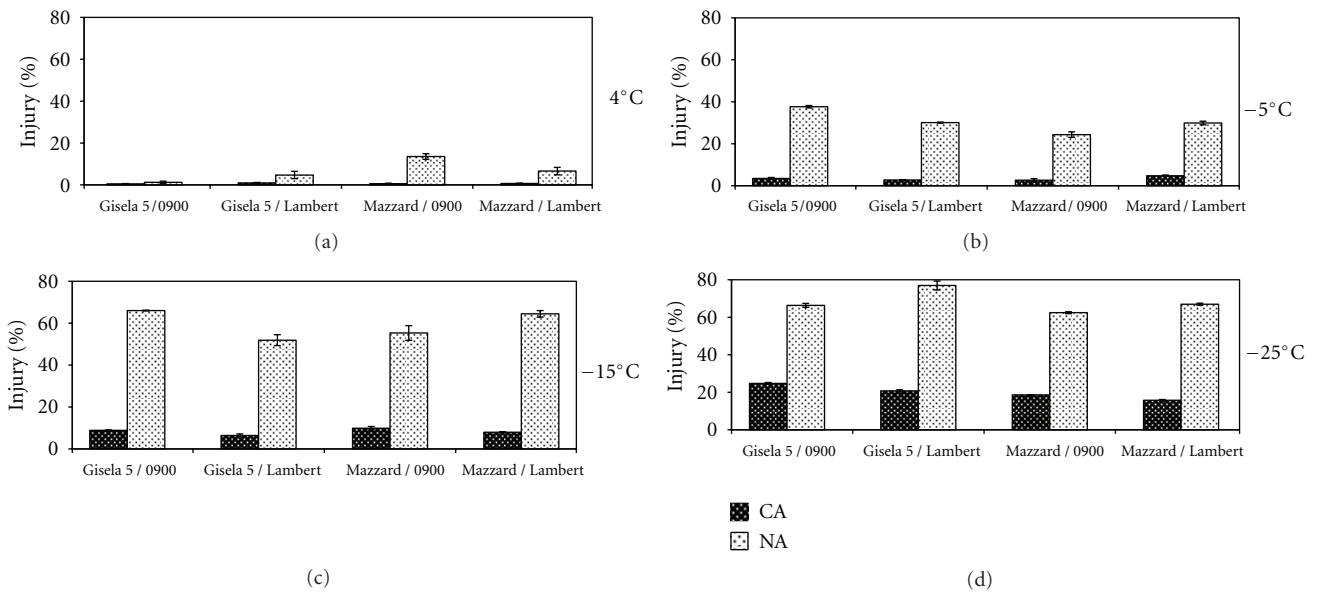 80
60
40
20
0
Injury (%)
4°C
Gisela 5/0900
Gisela 5 / Lambert
Mazzard / 0900
Mazzard / Lambert
(a)
80
60
40
20
0
Injury (%)
−5°C
Gisela 5/0900
Gisela 5/Lambert
Mazzard/ 0900
Mazzard / Lambert
(b)
80
60
40
20
0
Injury (%)
−15°C
Gisela 5 / 0900
Gisela 5 / Lambert
Mazzard / 0900
Mazzard / Lambert
(c)
80
60
40
20
0
Injury (%)
−25°C
Gisela 5 / 0900
Gisela 5 / Lambert
Mazzard / 0900
Mazzard / Lambert
CA
NA
(d)